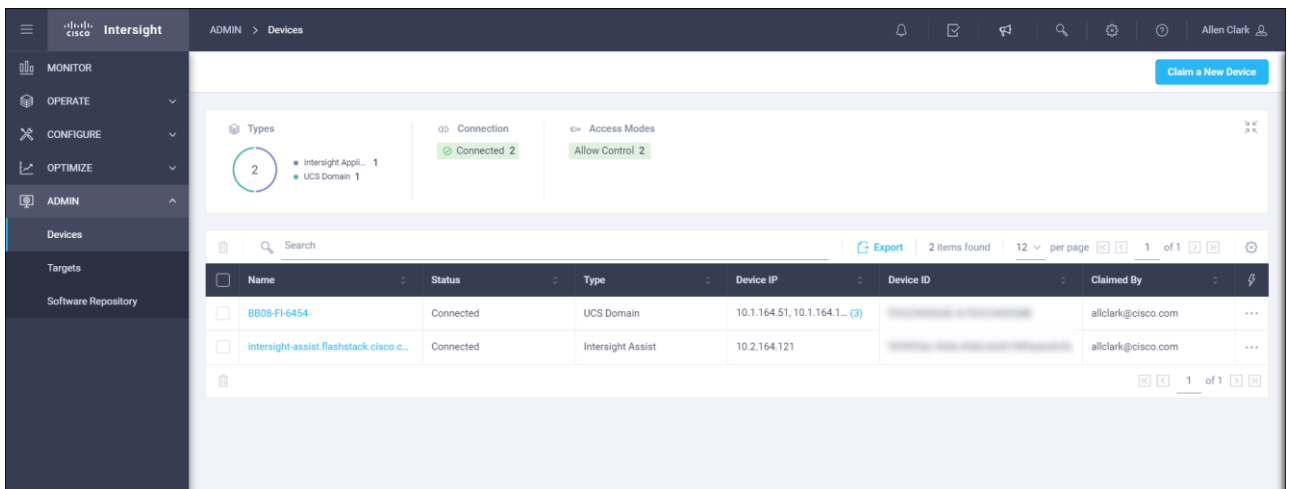 cisco Intersight ADMIN > Devices Allen Clark
MONITOR
Claim a New Device
OPERATE
CONFIGURE
OPTIMIZE
ADMIN
Devices
Targets
Software Repository
Types
2
Intersight Appli... 1
UCS Domain 1
Connection
Connected 2
Access Modes
Allow Control 2
Search Export 2 items found 12 per page 1 of 1
Name Status Type Device IP Device ID Claimed By
BB08-FI-6454 Connected UCS Domain 10.1.164.51, 10.1.164.1... (3) allclark@cisco.com
intersight-assist.flashstack.cisco.c... Connected Intersight Assist 10.2.164.121 allclark@cisco.com
1 of 1